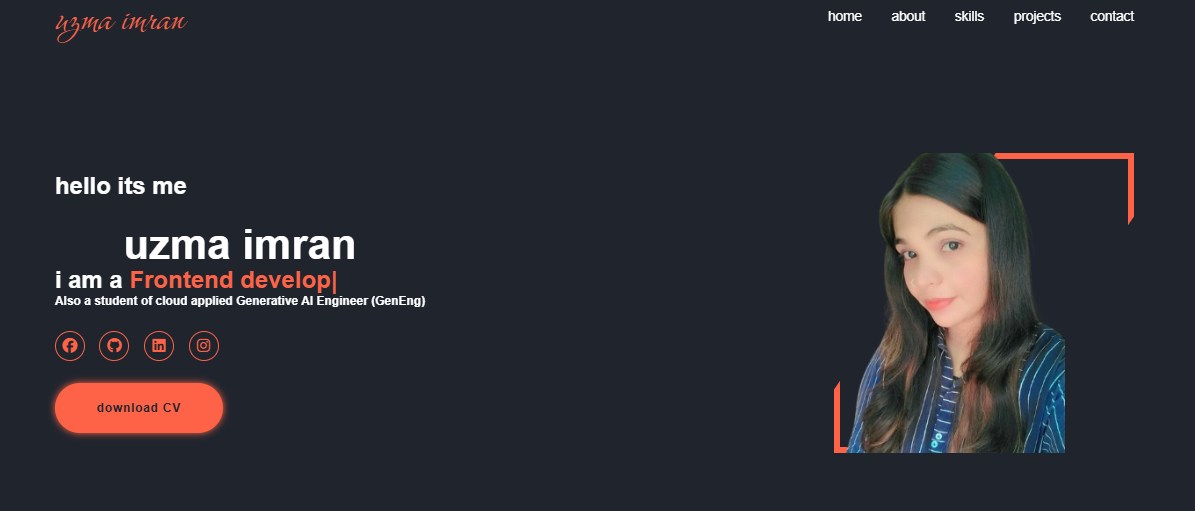 uzma imran
home about skills projects contact
hello its me
uzma imran
i am a Frontend develop|
Also a student of cloud applied Generative AI Engineer (GenEng)
download CV